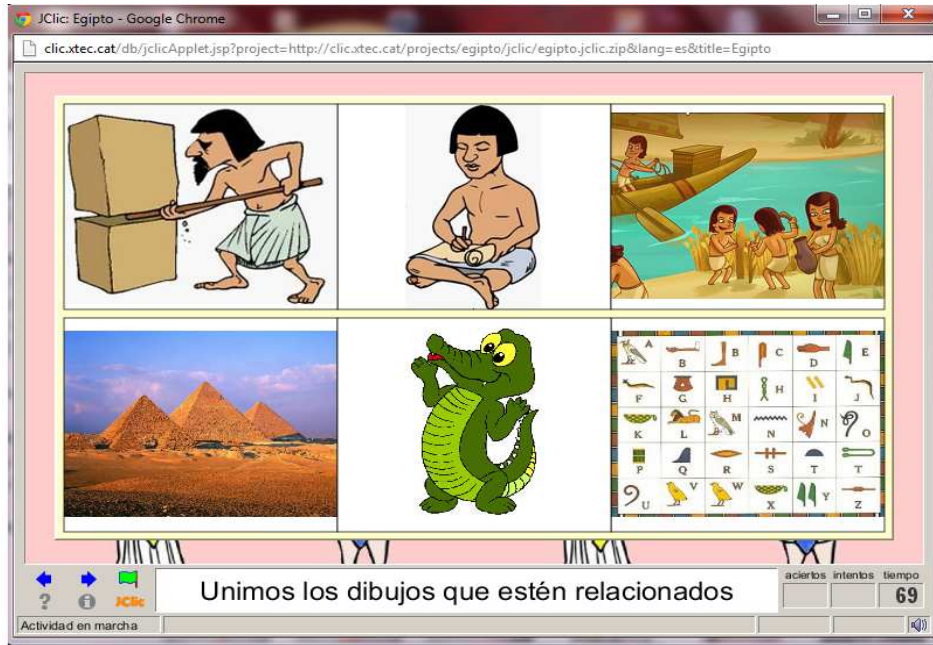 JClic: Egipto - Google Chrome
clic.xtec.cat/db/jclicApplet.jsp?project=http://clic.xtec.cat/projects/egipto/jclic/egipto.jclic.zip&lang=es&title=Egipto
A B B C D E
F G H H I J
K L M N N O
P Q R S T T
U V W X Y Z
Unimos los dibujos que estén relacionados
aciertos intentos tiempo
69
? i JClic
Actividad en marcha